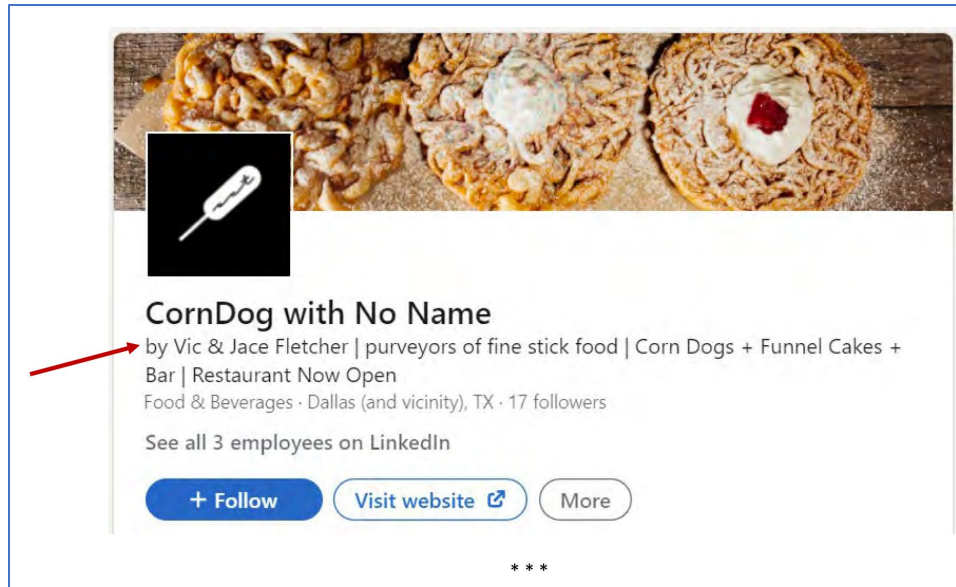 CornDog with No Name
by Vic & Jace Fletcher | purveyors of fine stick food | Corn Dogs + Funnel Cakes +
Bar | Restaurant Now Open
Food & Beverages · Dallas (and vicinity), TX · 17 followers
See all 3 employees on LinkedIn
+ Follow
Visit website
More
* * *